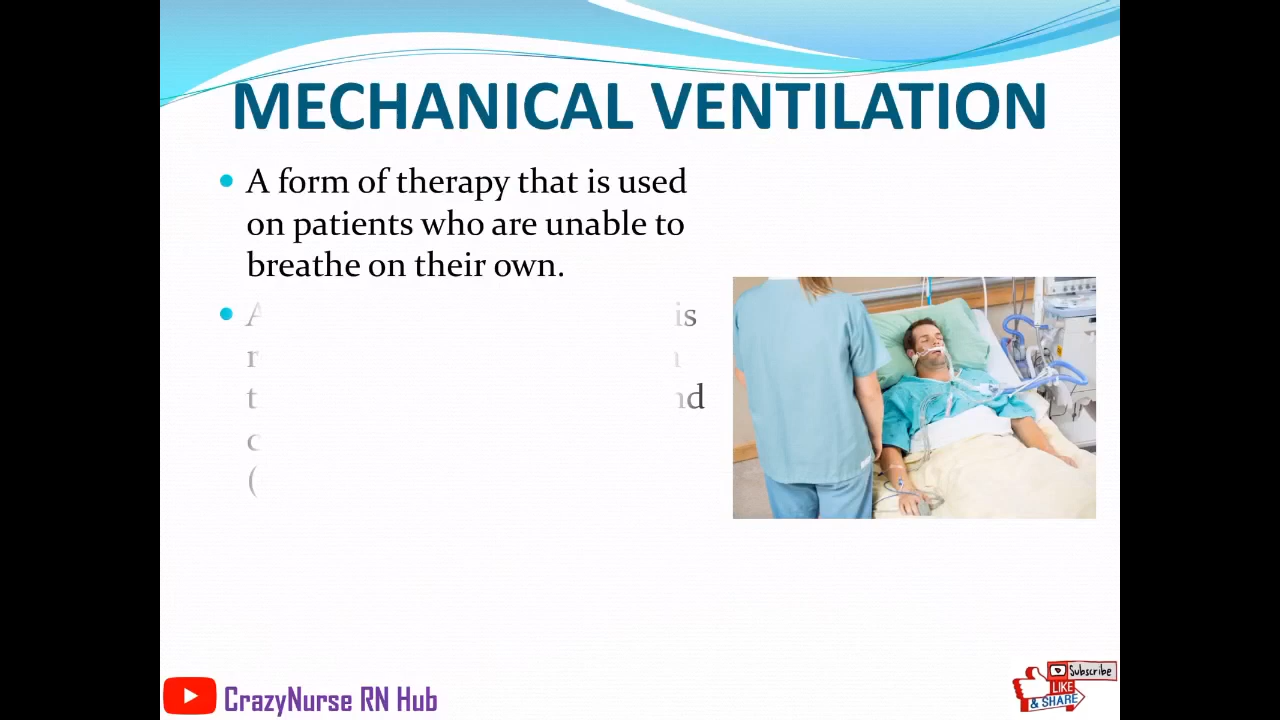 MECHANICAL VENTILATION
A form of therapy that is used
on patients who are unable to
breathe on their own.
is
CrazyNurse RN Hub
Subscribe
LIKE
& SHARE